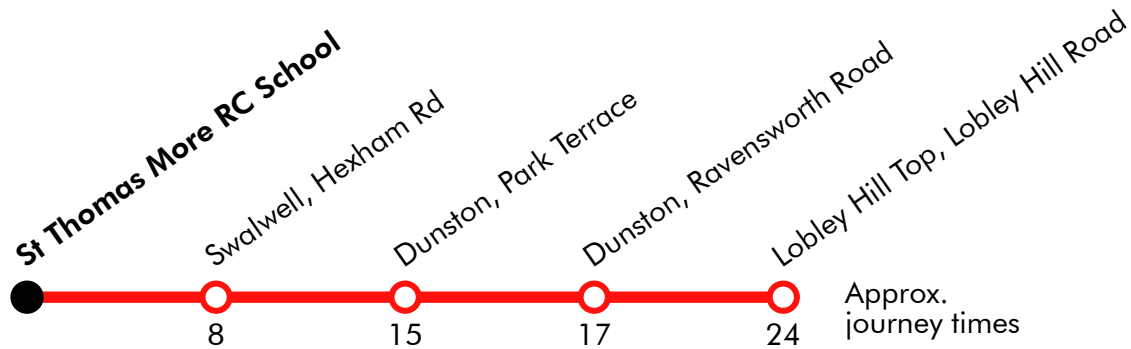 St Thomas More RC School
Swalwell, Hexham Rd
Dunston, Park Terrace
Dunston, Ravensworth Road
Lobley Hill Top, Lobley Hill Road
8
15
17
24
Approx.
journey times